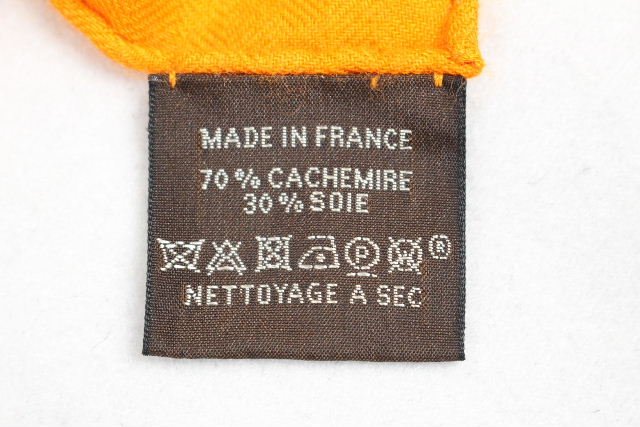 MADE IN FRANCE
70 % CACHEMIRE
30 % SOIE
P W ®
NETTOYAGE A SEC